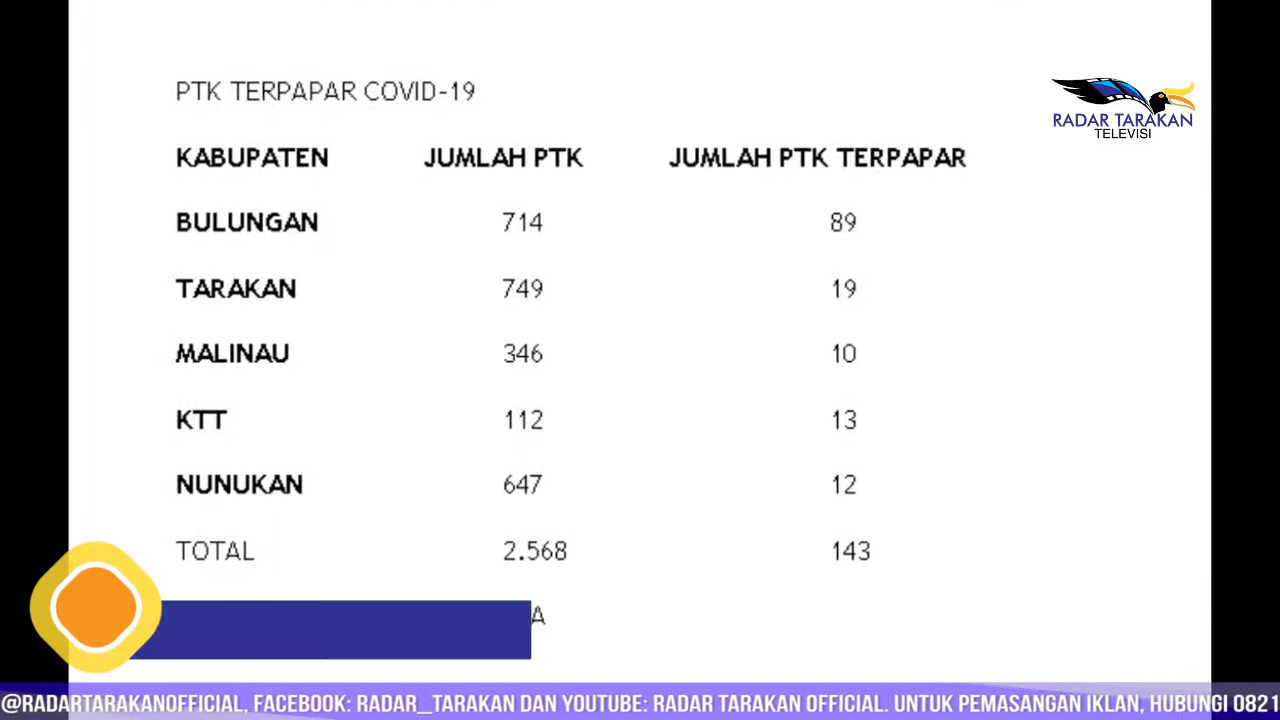 PTK TERPAPAR COVID-19
RADAR TARAKAN
TELEVISI
KABUPATEN JUMLAH PTK JUMLAH PTK TERPAPAR
BULUNGAN 714 89
TARAKAN 749 19
MALINAU 346 10
KTT 112 13
NUNUKAN 647 12
TOTAL 2.568 143
A
@RADARTARAKANOFFICIAL, FACEBOOK: RADAR_TARAKAN DAN YOUTUBE: RADAR TARAKAN OFFICIAL. UNTUK PEMASANGAN IKLAN, HUBUNGI 0821